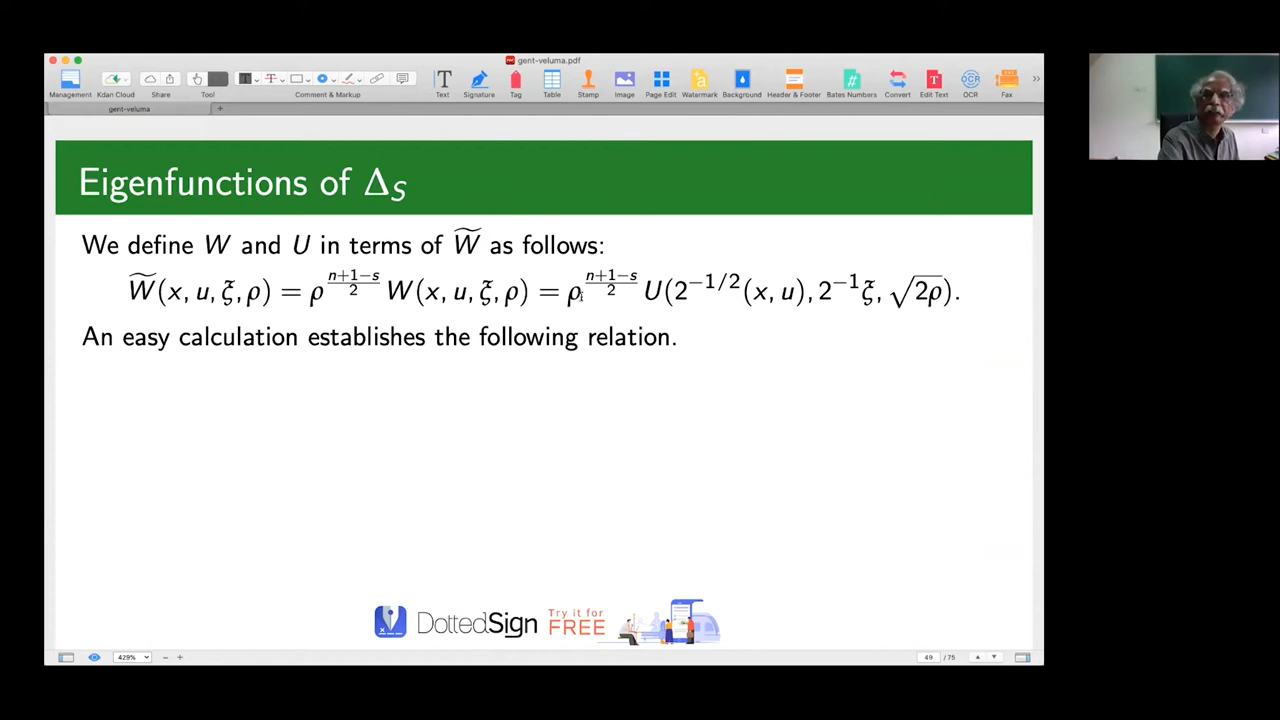 gent-veluma.pdf
Management Kdan Cloud Share Tool Comment & Markup Text Signature Tag Table Stamp Image Page Edit Watermark Background Header & Footer Bates Numbers Convert Edit Text OCR Fax
gent-veluma
Eigenfunctions of Δ_S
We define W and U in terms of W̃ as follows:
W̃(x, u, ξ, ρ) = ρ^{\frac{n+1−s}{2}} W(x, u, ξ, ρ) = ρ^{\frac{n+1−s}{2}} U(2^{−1/2}(x, u), 2^{−1}ξ, √(2ρ)).
An easy calculation establishes the following relation.
DottedSign Try it for FREE
429% 49 / 75